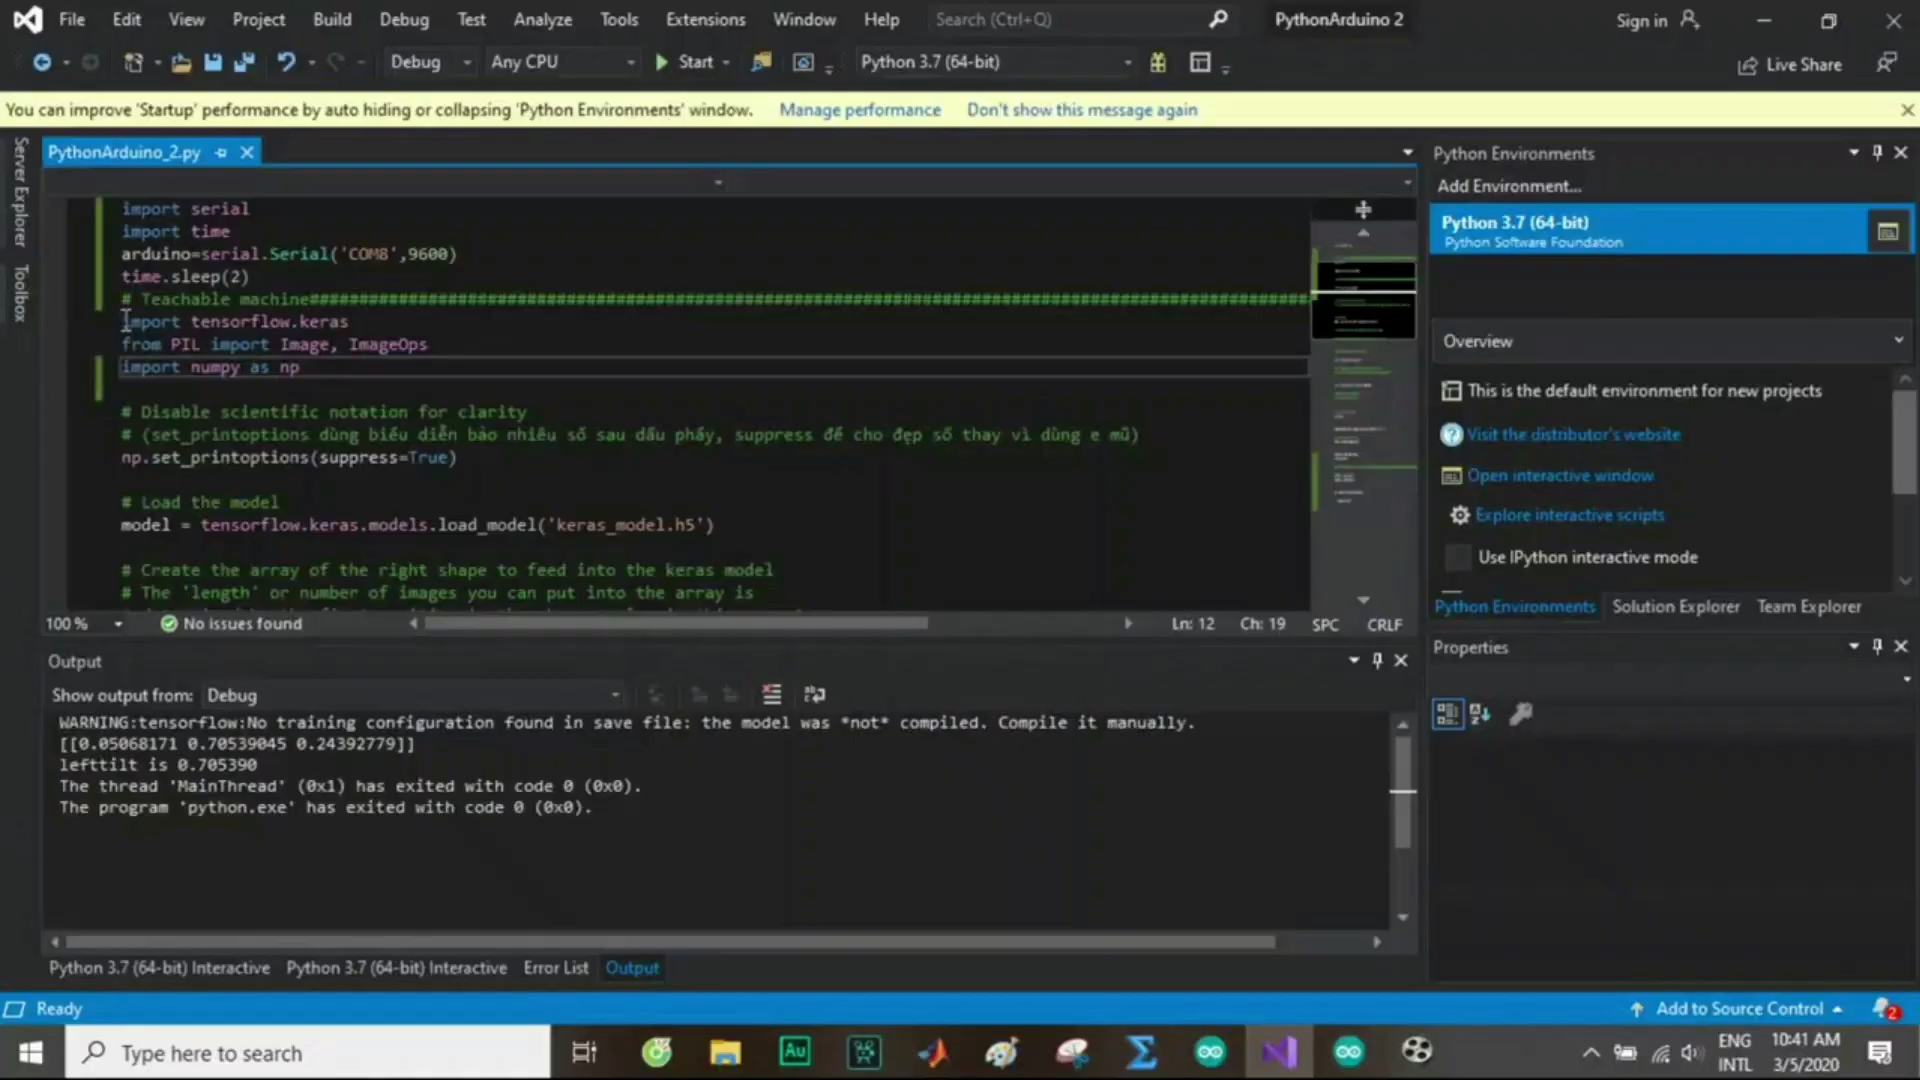 File Edit View Project Build Debug Test Analyze Tools Extensions Window Help Search (Ctrl+Q) PythonArduino 2 Sign in
Debug Any CPU Start Python 3.7 (64-bit) Live Share
You can improve 'Startup' performance by auto hiding or collapsing 'Python Environments' window. Manage performance Don't show this message again
Server Explorer
Toolbox
PythonArduino_2.py
import serial
import time
arduino=serial.Serial('COM8',9600)
time.sleep(2)
# Teachable machine####################################################################################################
import tensorflow.keras
from PIL import Image, ImageOps
import numpy as np
# Disable scientific notation for clarity
# (set_printoptions dùng biểu diễn bảo nhiêu số sau dấu phẩy, suppress để cho đẹp số thay vì dùng e mũ)
np.set_printoptions(suppress=True)
# Load the model
model = tensorflow.keras.models.load_model('keras_model.h5')
# Create the array of the right shape to feed into the keras model
# The 'length' or number of images you can put into the array is
100 % No issues found Ln: 12 Ch: 19 SPC CRLF
Output
Show output from: Debug
WARNING:tensorflow:No training configuration found in save file: the model was *not* compiled. Compile it manually.
[[0.05068171 0.70539045 0.24392779]]
lefttilt is 0.705390
The thread 'MainThread' (0x1) has exited with code 0 (0x0).
The program 'python.exe' has exited with code 0 (0x0).
Python 3.7 (64-bit) Interactive Python 3.7 (64-bit) Interactive Error List Output
Python Environments
Add Environment...
Python 3.7 (64-bit)
Python Software Foundation
Overview
This is the default environment for new projects
Visit the distributor's website
Open interactive window
Explore interactive scripts
Use IPython interactive mode
Python Environments Solution Explorer Team Explorer
Properties
Ready Add to Source Control 2
Type here to search Au ENG 10:41 AM
INTL 3/5/2020